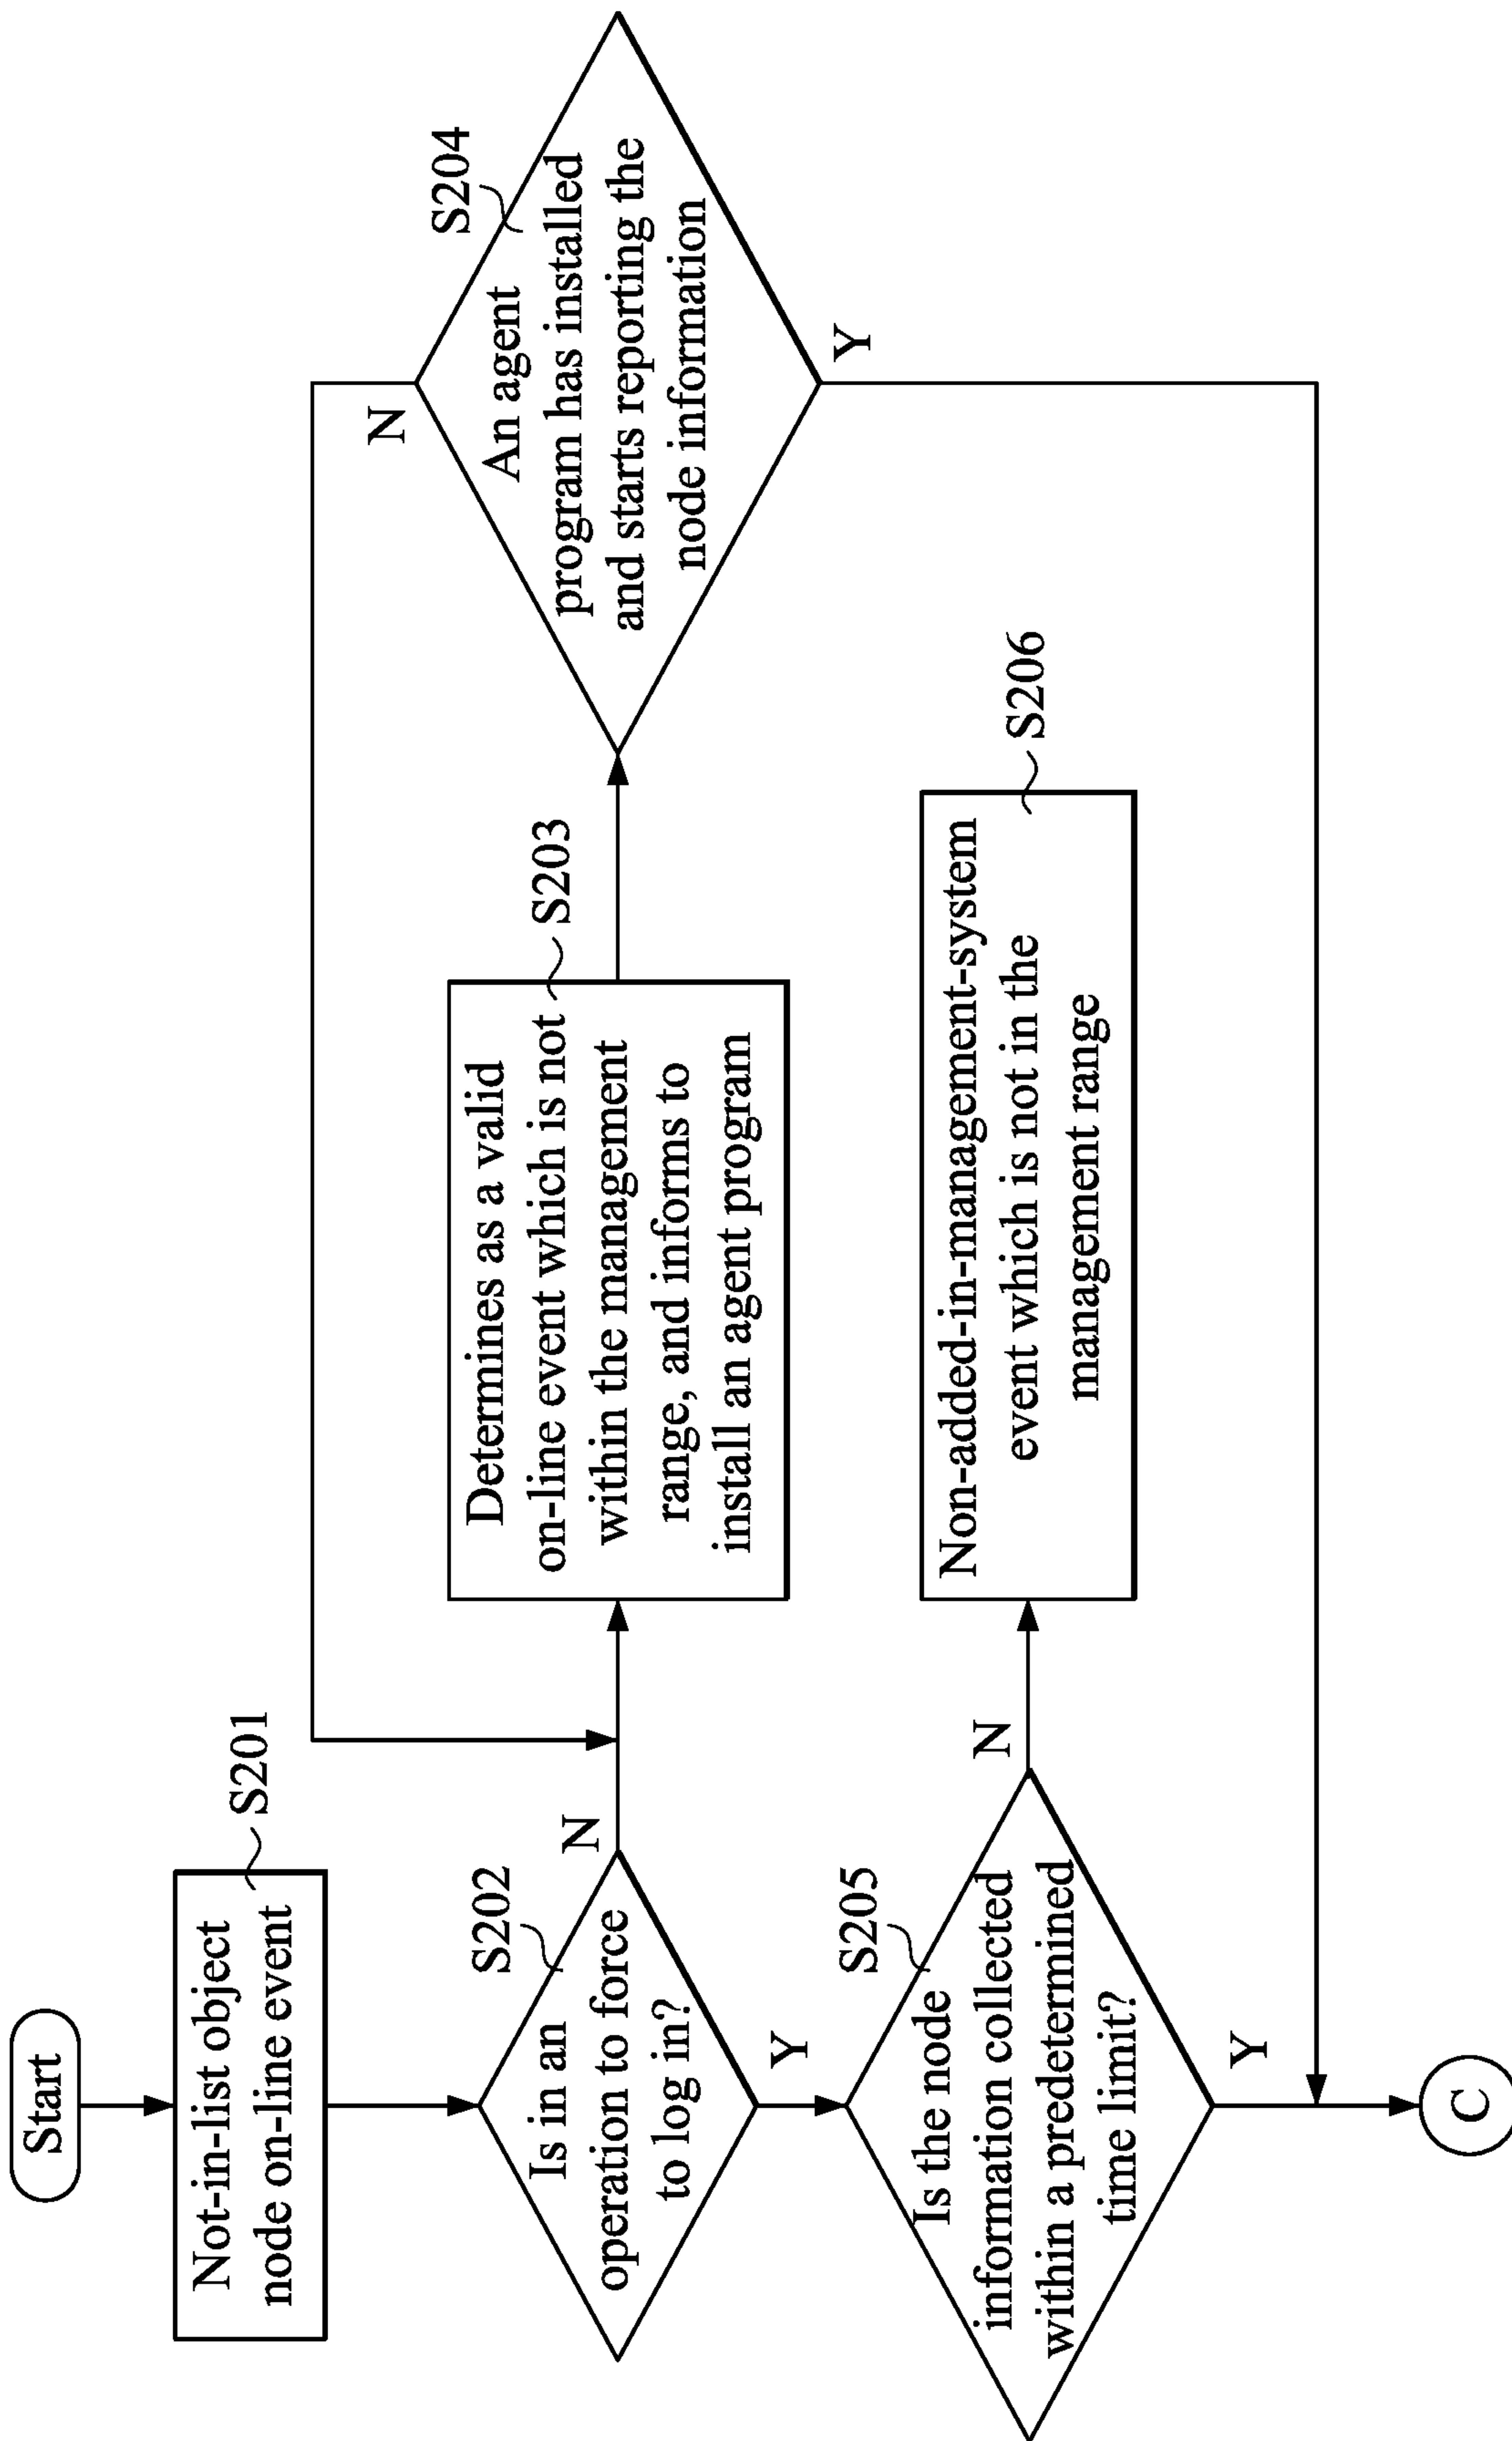 Start
Not-in-list object
node on-line event
S201
Is in an
operation to force
to log in?
S202
N
Y
Determines as a valid
on-line event which is not
within the management
range, and informs to
install an agent program
S203
An agent
program has installed
and starts reporting the
node information
S204
N
Y
Is the node
information collected
within a predetermined
time limit?
S205
N
Y
Non-added-in-management-system
event which is not in the
management range
S206
C